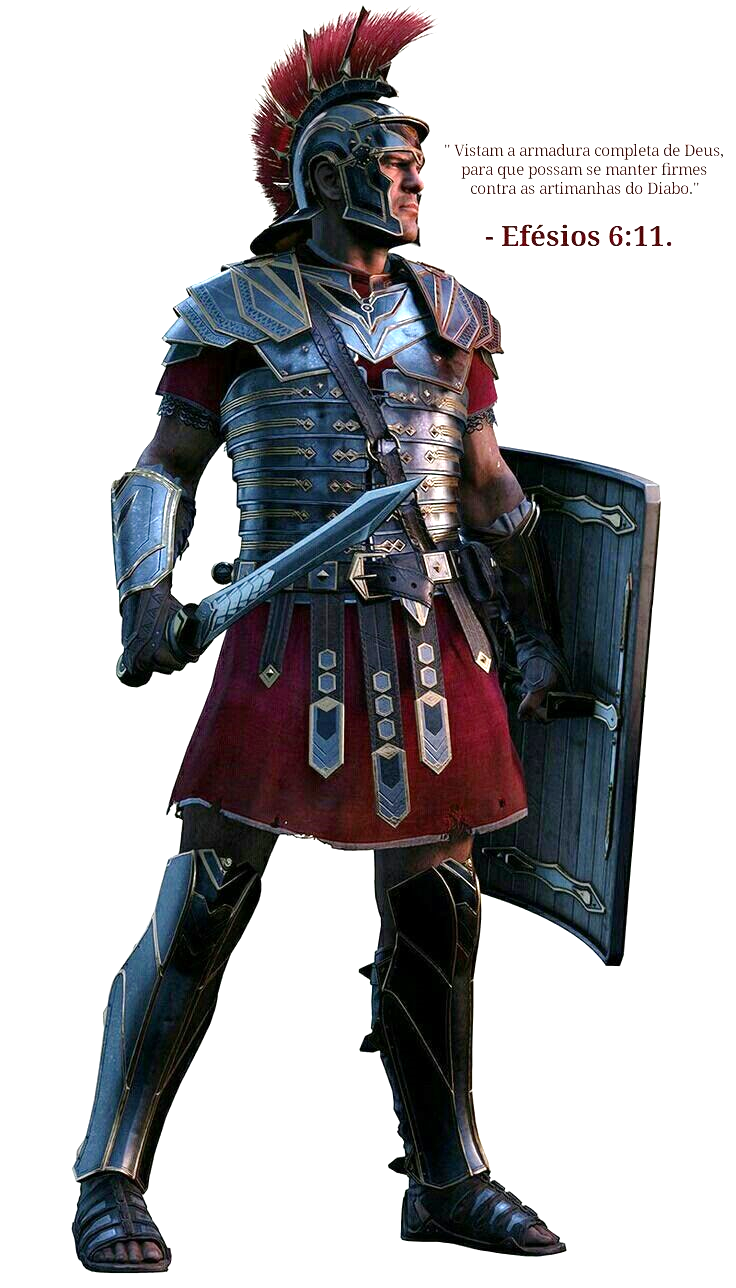 " Vistam a armadura completa de Deus,
para que possam se manter firmes
contra as artimanhas do Diabo."
- Efésios 6:11.